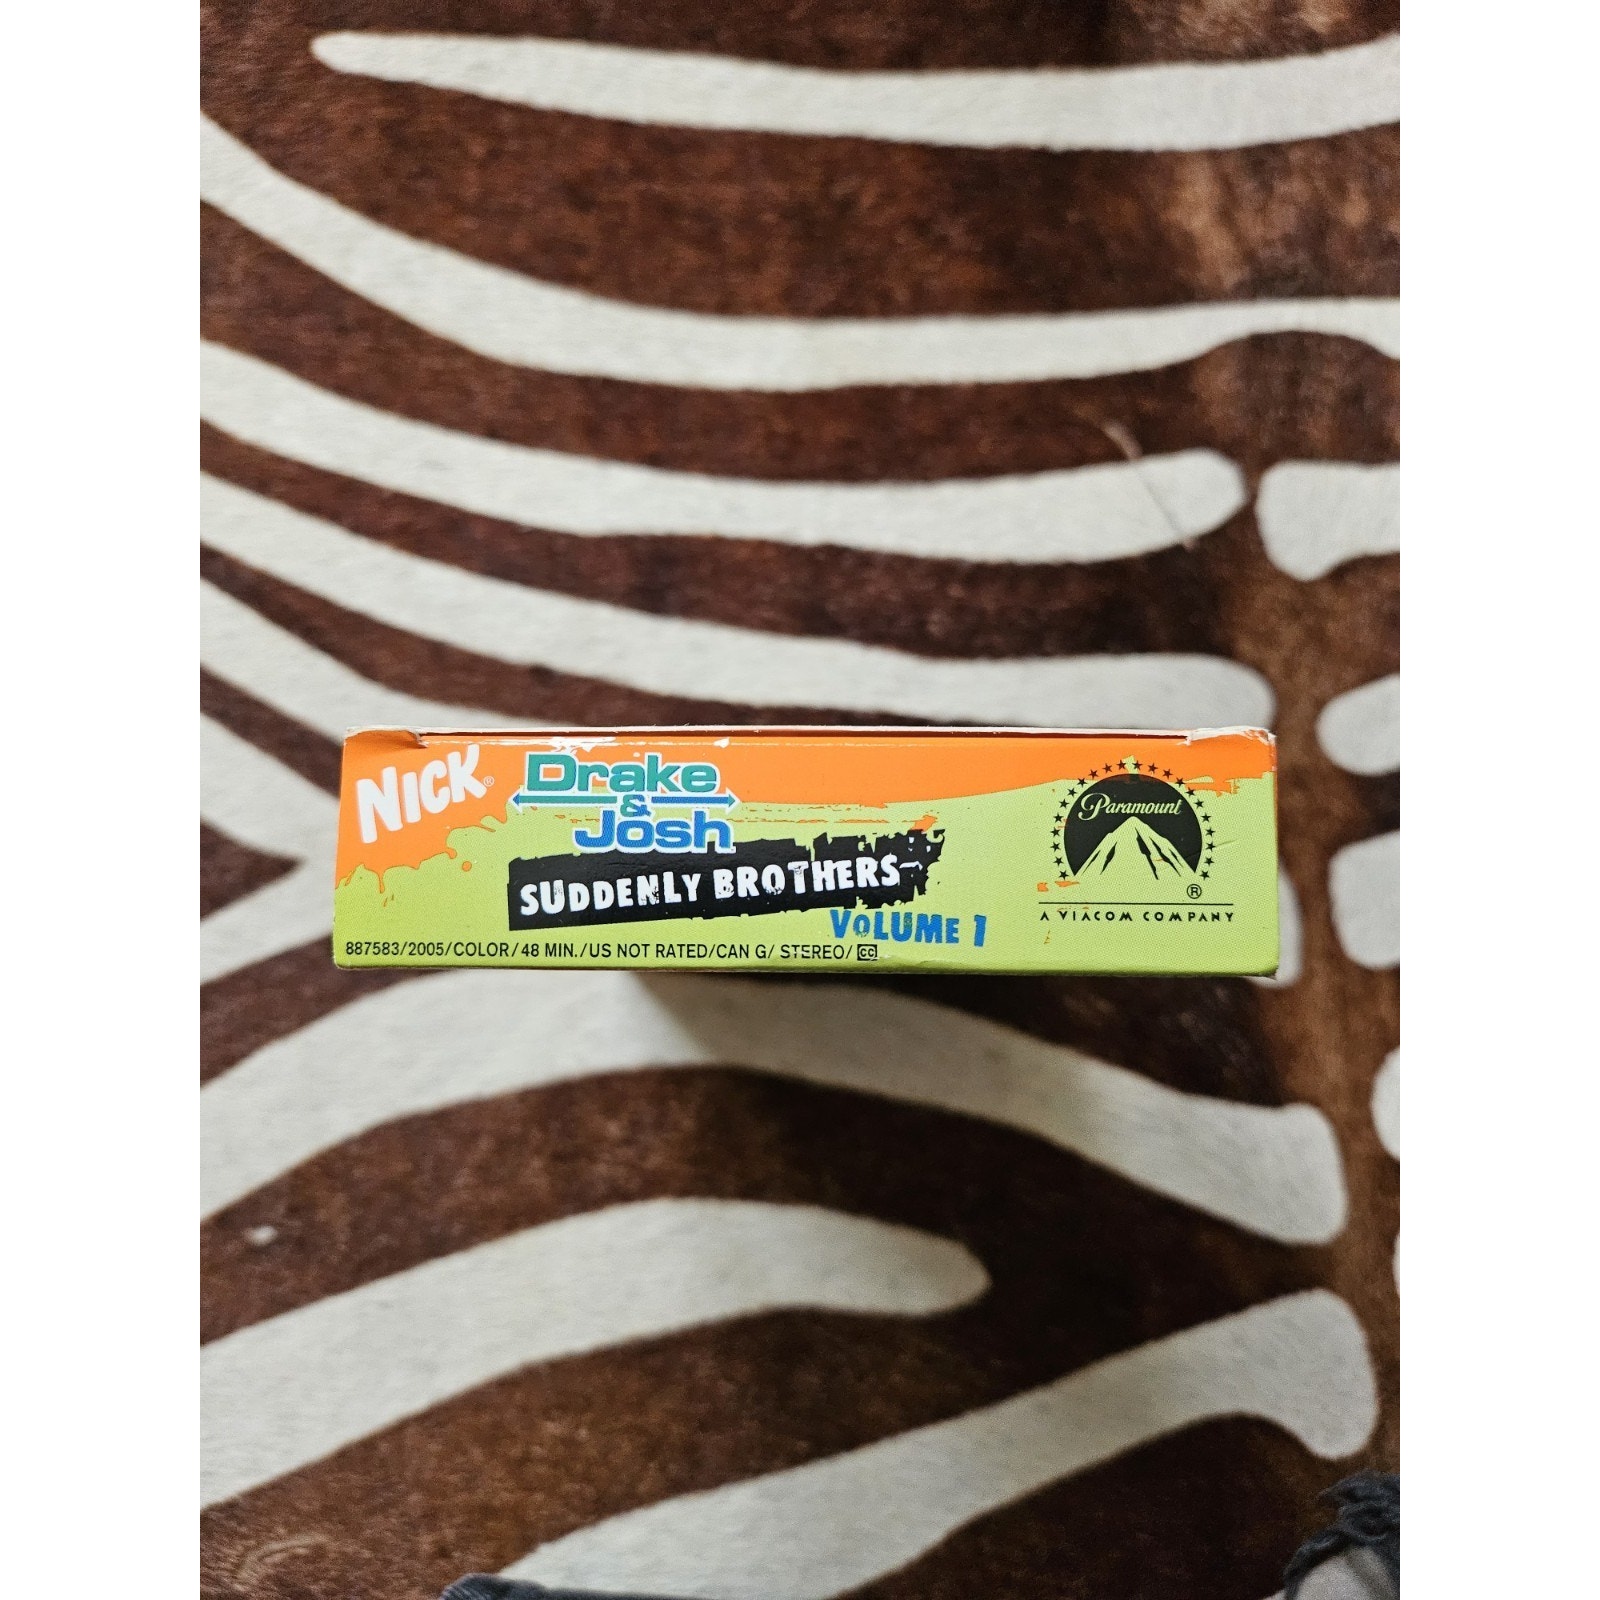 NICK®
Drake
&
Josh
SUDDENLY BROTHERS
VOLUME 1
887583/2005/COLOR/48 MIN./US NOT RATED/CAN G/ STEREO/ CC
Paramount
®
A VIACOM COMPANY